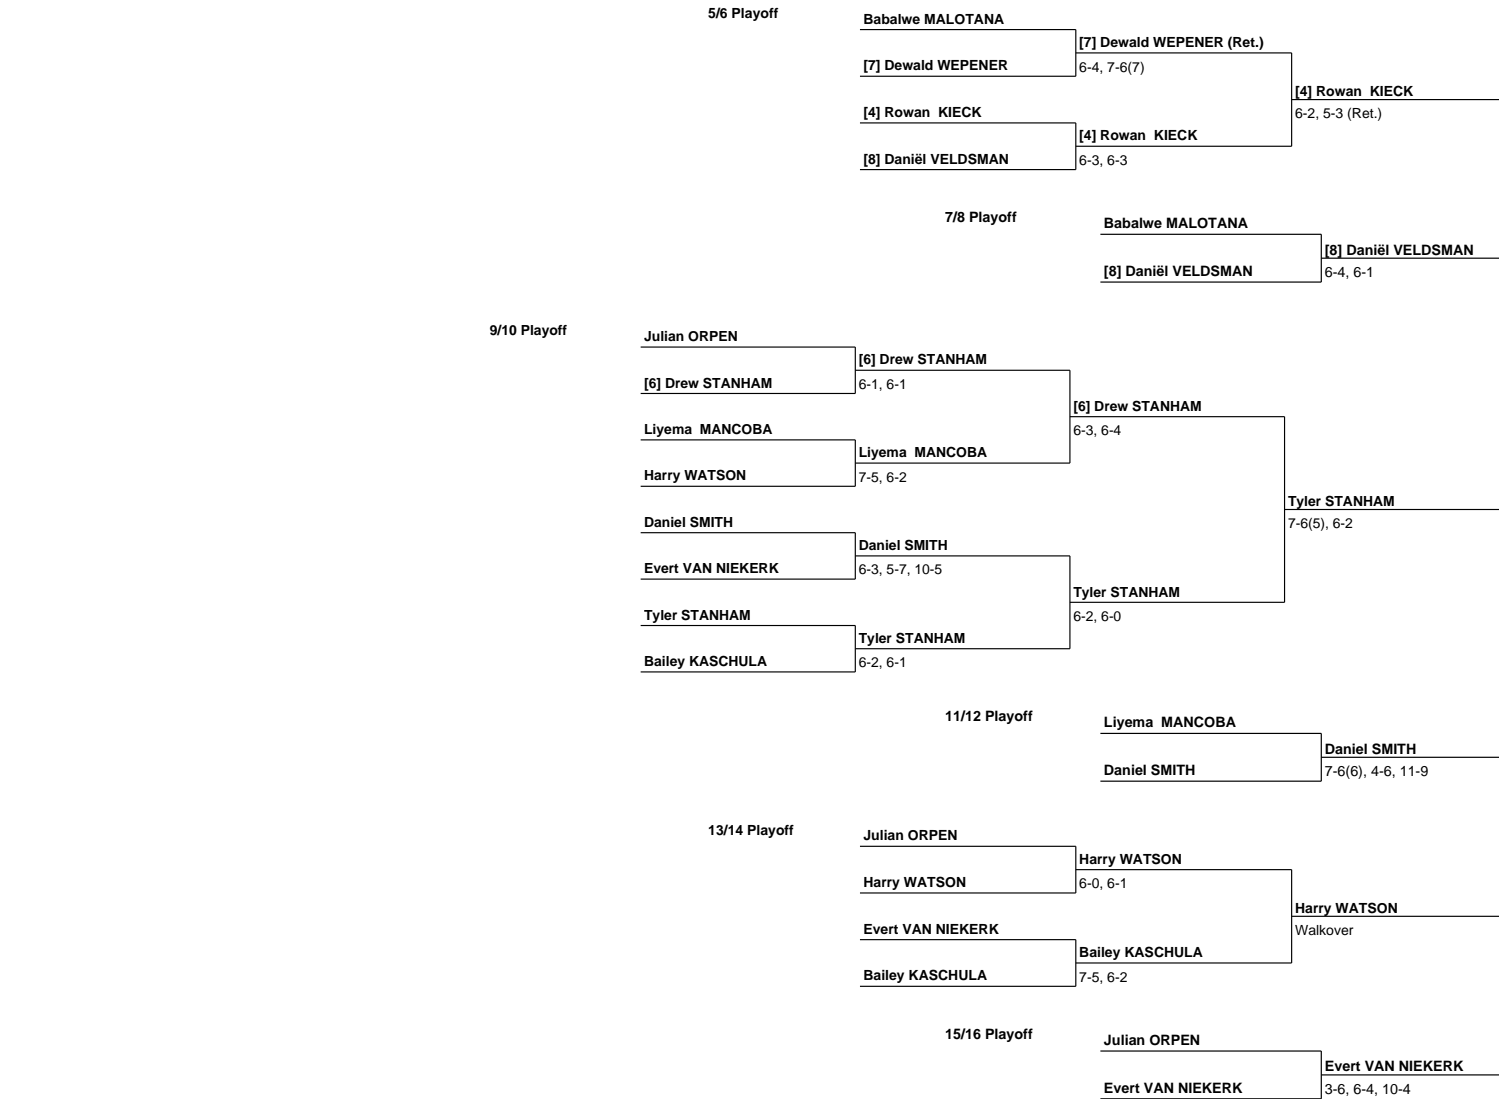 5/6 Playoff
Babalwe MALOTANA
[7] Dewald WEPENER (Ret.)
[7] Dewald WEPENER
6-4, 7-6(7)
[4] Rowan KIECK
[4] Rowan KIECK
6-2, 5-3 (Ret.)
[4] Rowan KIECK
[8] Daniël VELDSMAN
6-3, 6-3
7/8 Playoff
Babalwe MALOTANA
[8] Daniël VELDSMAN
[8] Daniël VELDSMAN
6-4, 6-1
9/10 Playoff
Julian ORPEN
[6] Drew STANHAM
[6] Drew STANHAM
6-1, 6-1
[6] Drew STANHAM
Liyema MANCOBA
6-3, 6-4
Liyema MANCOBA
Harry WATSON
7-5, 6-2
Tyler STANHAM
Daniel SMITH
7-6(5), 6-2
Daniel SMITH
Evert VAN NIEKERK
6-3, 5-7, 10-5
Tyler STANHAM
Tyler STANHAM
6-2, 6-0
Tyler STANHAM
Bailey KASCHULA
6-2, 6-1
11/12 Playoff
Liyema MANCOBA
Daniel SMITH
Daniel SMITH
7-6(6), 4-6, 11-9
13/14 Playoff
Julian ORPEN
Harry WATSON
Harry WATSON
6-0, 6-1
Harry WATSON
Evert VAN NIEKERK
Walkover
Bailey KASCHULA
Bailey KASCHULA
7-5, 6-2
15/16 Playoff
Julian ORPEN
Evert VAN NIEKERK
Evert VAN NIEKERK
3-6, 6-4, 10-4